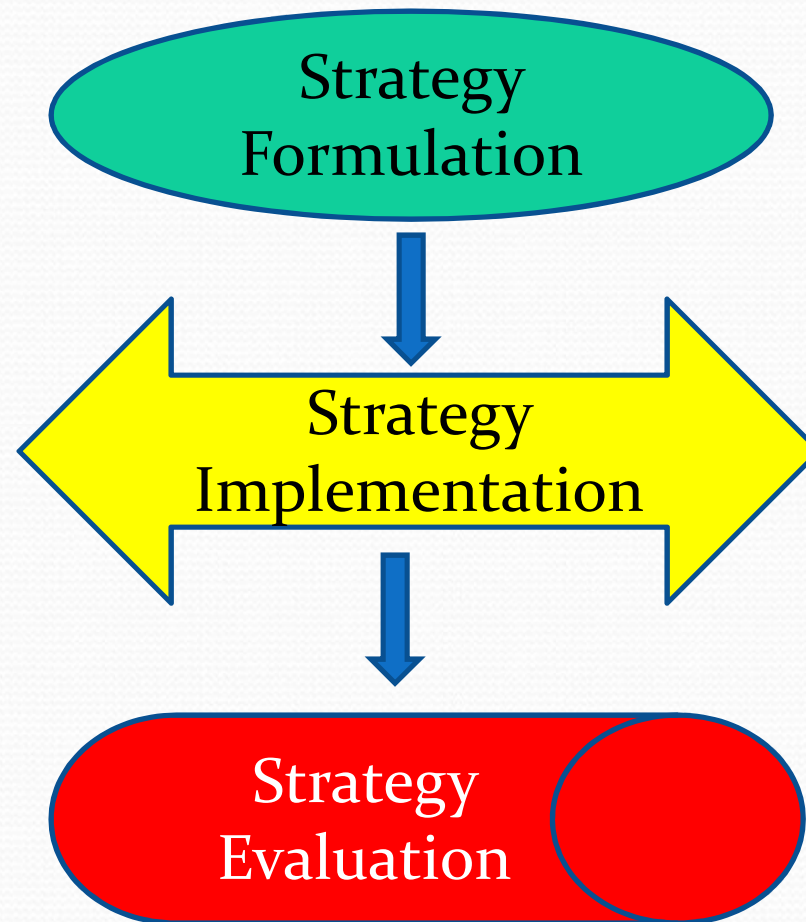 Strategy
Formulation
Strategy
Implementation
Strategy
Evaluation